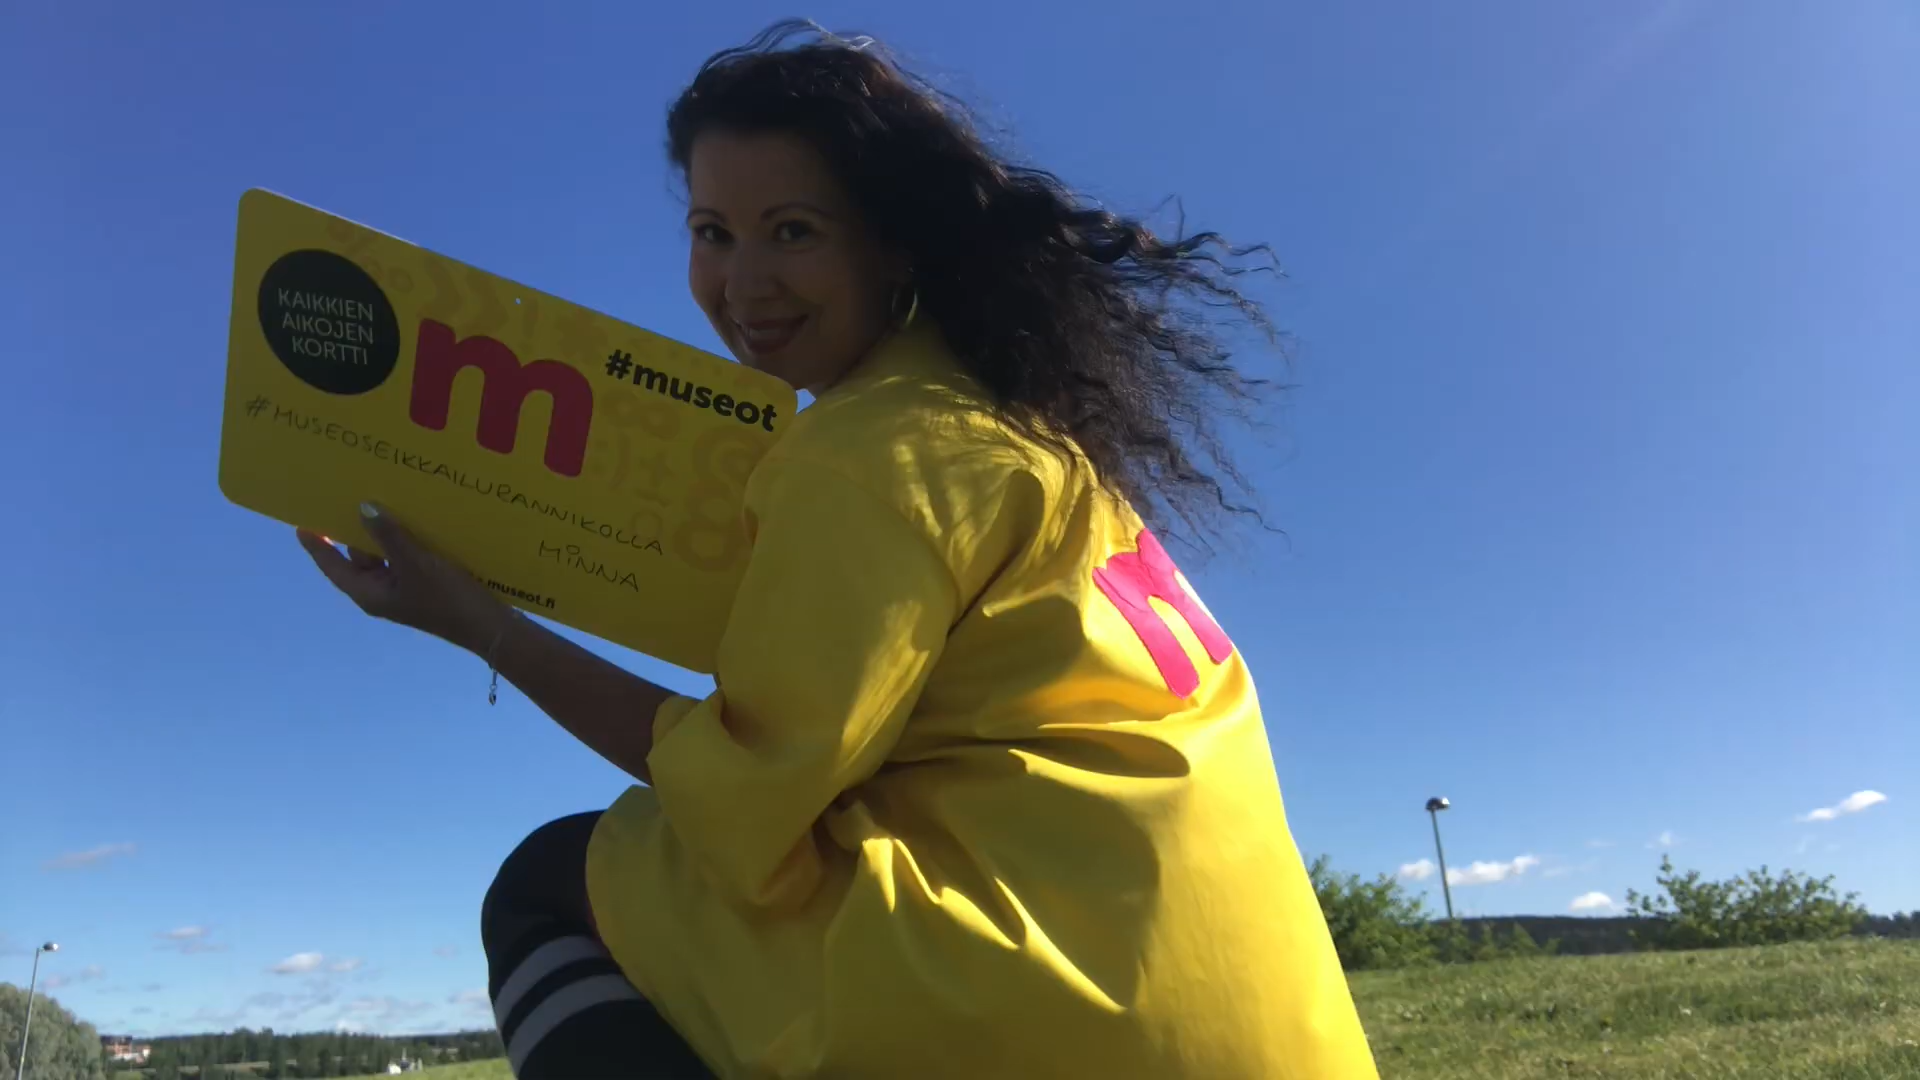 KAIKKIEN
AIKOJEN
KORTTI
m
#museot
#MUSEOSEIKKAILURANNIKOLLA
MINNA
museot.fi
m